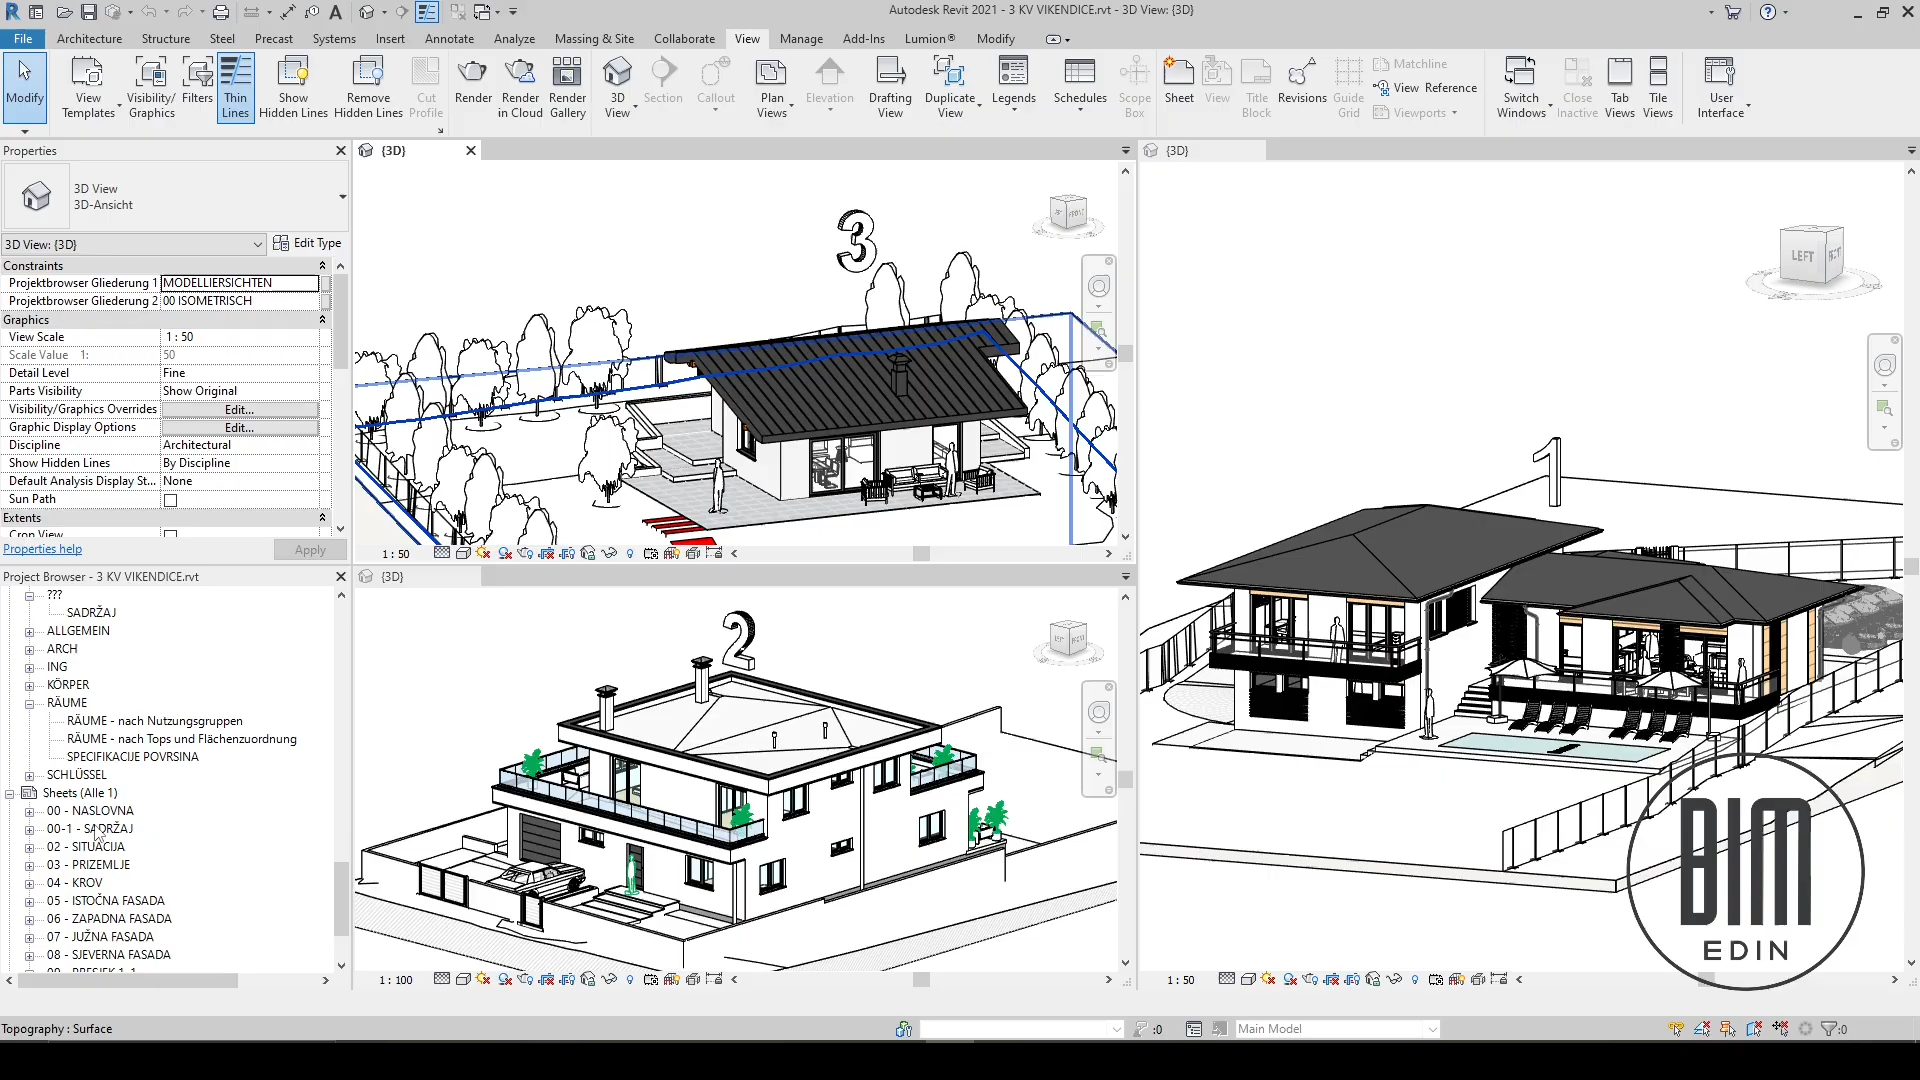 Autodesk Revit 2021 - 3 KV VIKENDICE.rvt - 3D View: {3D}
File Architecture Structure Steel Precast Systems Insert Annotate Analyze Massing & Site Collaborate View Manage Add-Ins Lumion® Modify
Modify
View Templates
Visibility/ Graphics
Filters
Thin Lines
Show Hidden Lines
Remove Hidden Lines
Cut Profile
Render
Render in Cloud
Render Gallery
3D View
Section
Callout
Plan Views
Elevation
Drafting View
Duplicate View
Legends
Schedules
Scope Box
Sheet
View
Title Block
Revisions
Guide Grid
Matchline
View Reference
Viewports
Switch Windows
Close Inactive
Tab Views
Tile Views
User Interface
Properties
3D View
3D-Ansicht
3D View: {3D} Edit Type
Constraints
Projektbrowser Gliederung 1 MODELLIERSICHTEN
Projektbrowser Gliederung 2 00 ISOMETRISCH
Graphics
View Scale 1 : 50
Scale Value 1: 50
Detail Level Fine
Parts Visibility Show Original
Visibility/Graphics Overrides Edit...
Graphic Display Options Edit...
Discipline Architectural
Show Hidden Lines By Discipline
Default Analysis Display St... None
Sun Path
Extents
Crop View
Properties help Apply
Project Browser - 3 KV VIKENDICE.rvt
???
SADRŽAJ
ALLGEMEIN
ARCH
ING
KÖRPER
RÄUME
RÄUME - nach Nutzungsgruppen
RÄUME - nach Tops und Flächenzuordnung
SPECIFIKACIJE POVRSINA
SCHLÜSSEL
Sheets (Alle 1)
00 - NASLOVNA
00-1 - SADRŽAJ
02 - SITUACIJA
03 - PRIZEMLJE
04 - KROV
05 - ISTOČNA FASADA
06 - ZAPADNA FASADA
07 - JUŽNA FASADA
08 - SJEVERNA FASADA
{3D}
3
FRONT
1 : 50
{3D}
2
1 : 100
{3D}
LEFT
1
1 : 50
BIM
EDIN
Topography : Surface
:0
Main Model
:0